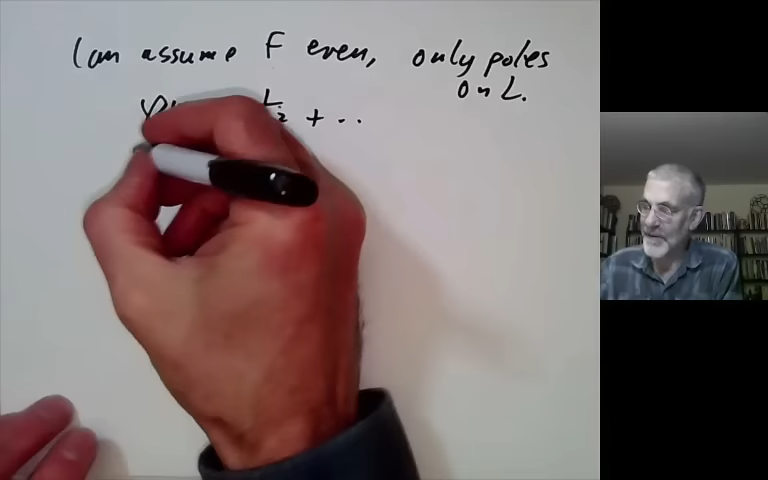 Can assume F even, only poles
on L.
+ ..